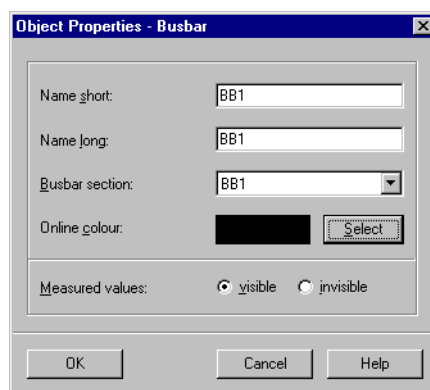 Object Properties - Busbar
Name short: BB1
Name long: BB1
Busbar section: BB1
Online colour: Select
Measured values: visible invisible
OK Cancel Help